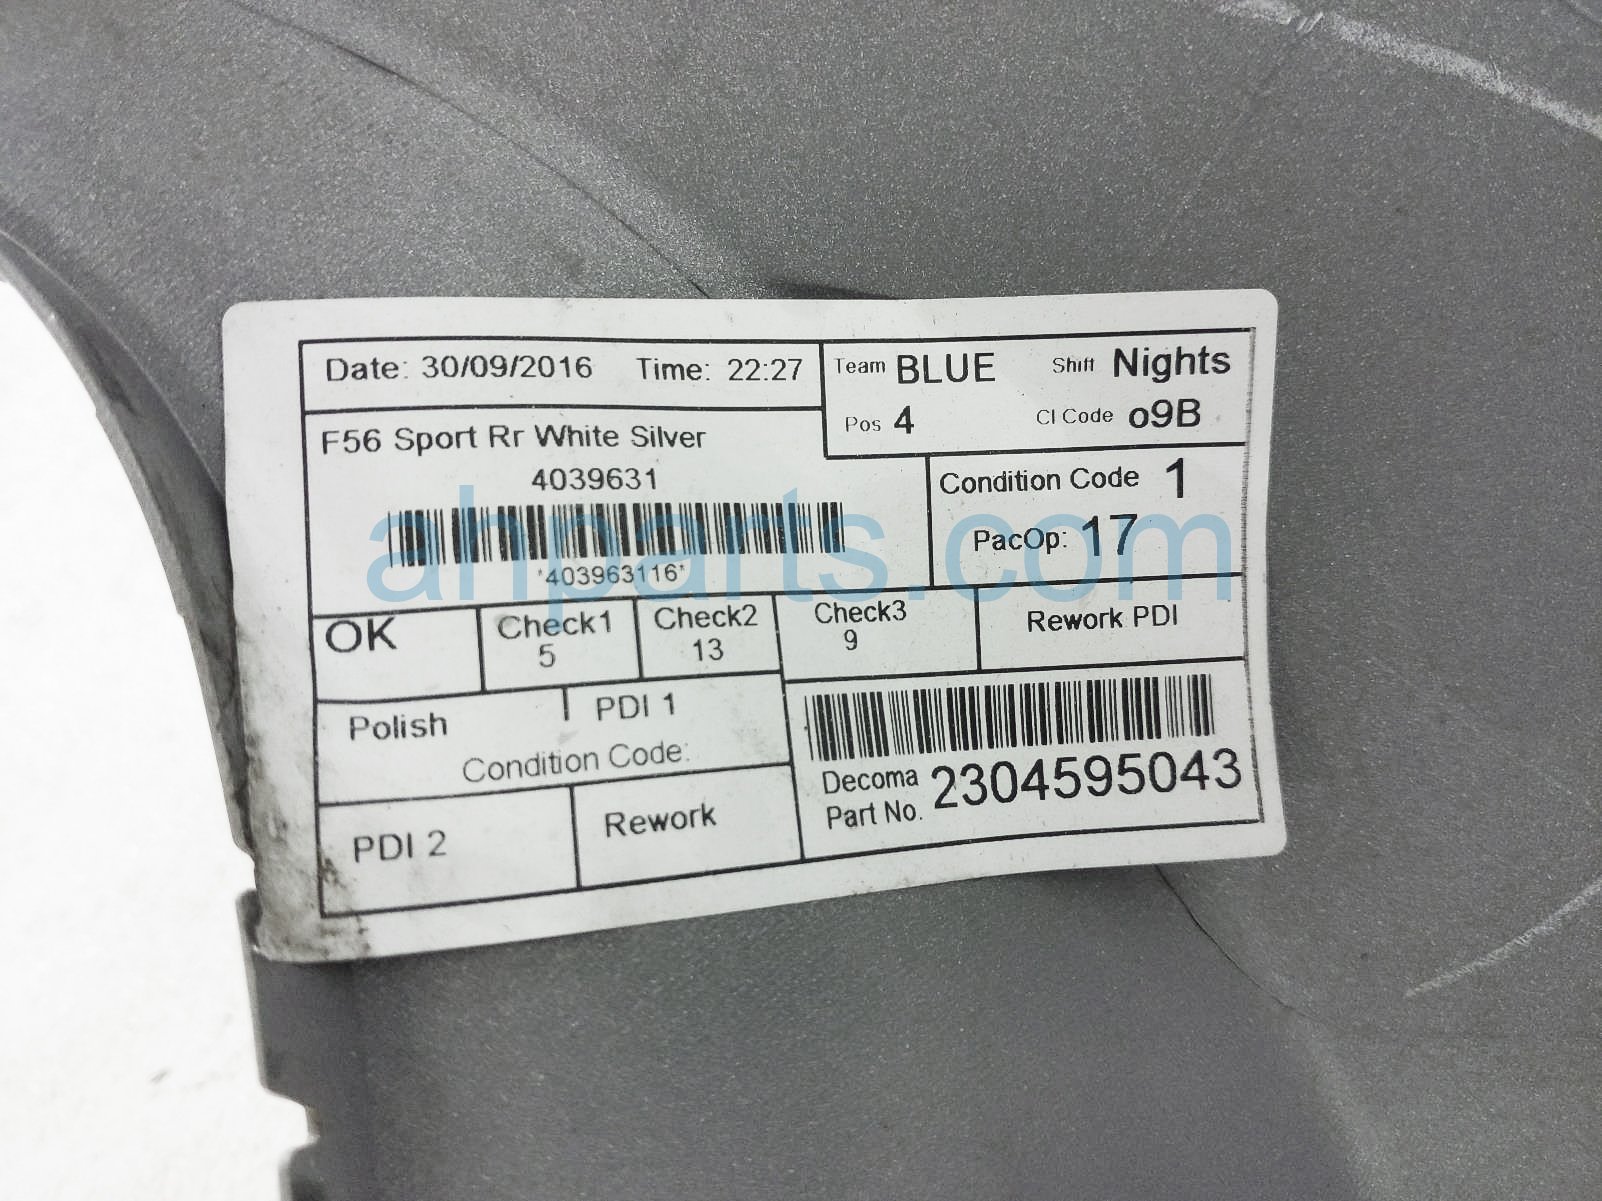 Date: 30/09/2016 Time: 22:27
Team BLUE Shift Nights
Pos 4 CI Code o9B
F56 Sport Rr White Silver
4039631
*403963116*
Condition Code 1
PacOp: 17
OK
Check1
5
Check2
13
Check3
9
Rework PDI
Polish
PDI 1
Condition Code:
PDI 2
Rework
Decoma
Part No. 2304595043
ahparts.com